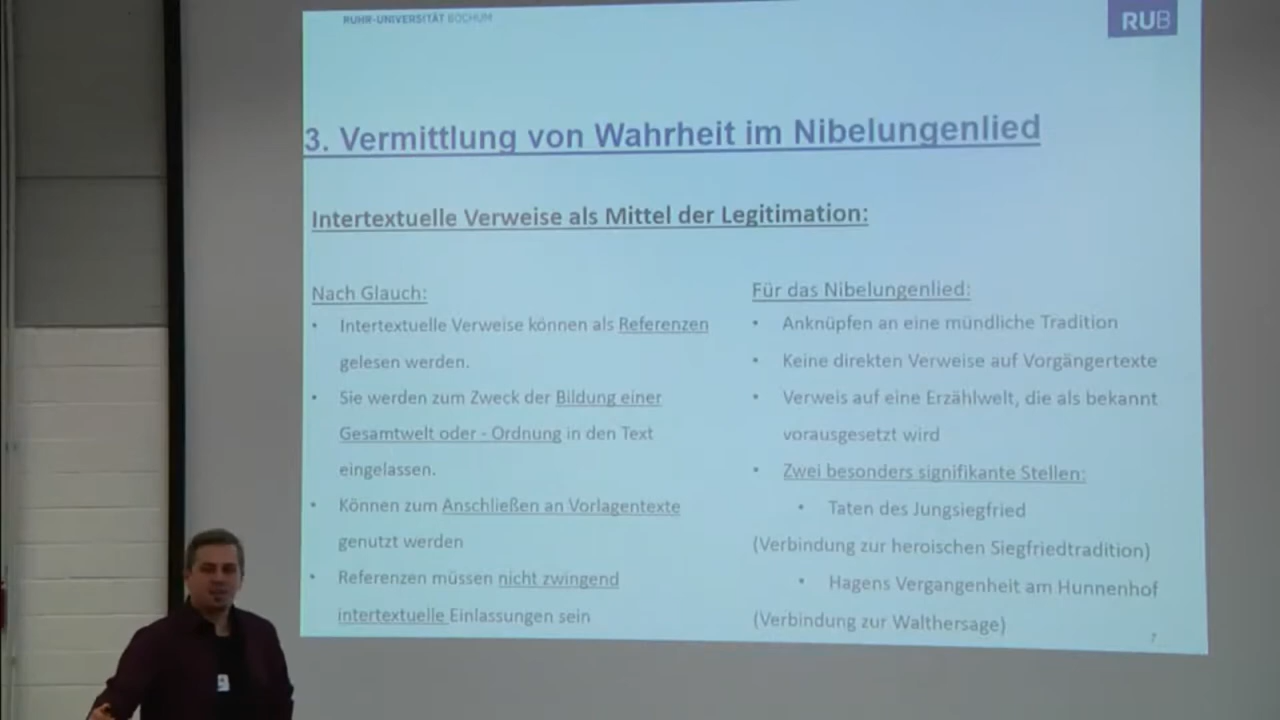 RUHR-UNIVERSITÄT BOCHUM
RUB
3. Vermittlung von Wahrheit im Nibelungenlied
Intertextuelle Verweise als Mittel der Legitimation:
Nach Glauch:
• Intertextuelle Verweise können als Referenzen
gelesen werden.
• Sie werden zum Zweck der Bildung einer
Gesamtwelt oder - Ordnung in den Text
eingelassen.
• Können zum Anschließen an Vorlagentexte
genutzt werden
• Referenzen müssen nicht zwingend
intertextuelle Einlassungen sein
Für das Nibelungenlied:
• Anknüpfen an eine mündliche Tradition
• Keine direkten Verweise auf Vorgängertexte
• Verweis auf eine Erzählwelt, die als bekannt
vorausgesetzt wird
• Zwei besonders signifikante Stellen:
• Taten des Jungsiegfried
(Verbindung zur heroischen Siegfriedtradition)
• Hagens Vergangenheit am Hunnenhof
(Verbindung zur Walthersage)
7